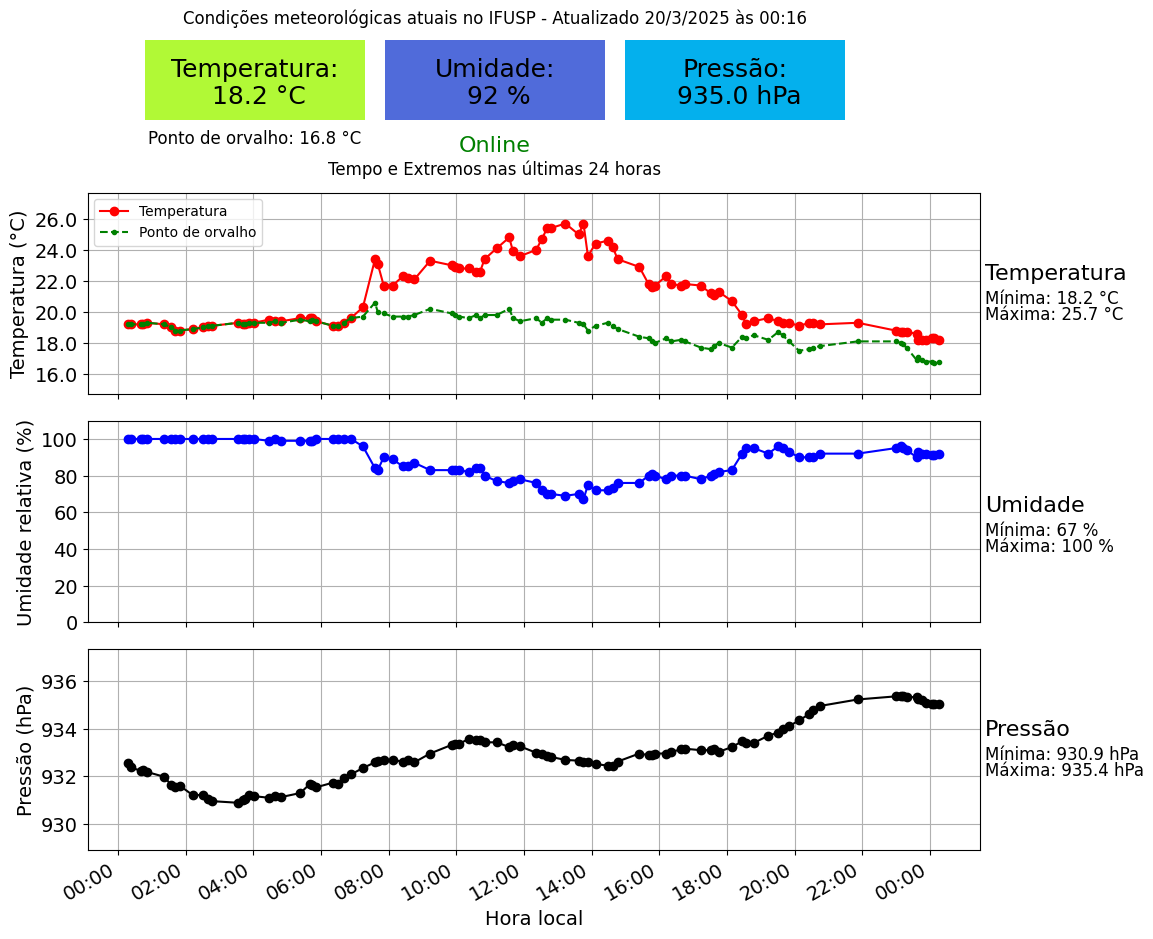 Condições meteorológicas atuais no IFUSP - Atualizado 20/3/2025 às 00:16
Temperatura:
18.2 °C
Umidade:
92 %
Pressão:
935.0 hPa
Ponto de orvalho: 16.8 °C
Online
Tempo e Extremos nas últimas 24 horas
Temperatura (°C)
26.0
24.0
22.0
20.0
18.0
16.0
Temperatura
Ponto de orvalho
Temperatura
Mínima: 18.2 °C
Máxima: 25.7 °C
Umidade relativa (%)
100
80
60
40
20
0
Umidade
Mínima: 67 %
Máxima: 100 %
Pressão (hPa)
936
934
932
930
Pressão
Mínima: 930.9 hPa
Máxima: 935.4 hPa
00:00 02:00 04:00 06:00 08:00 10:00 12:00 14:00 16:00 18:00 20:00 22:00 00:00
Hora local